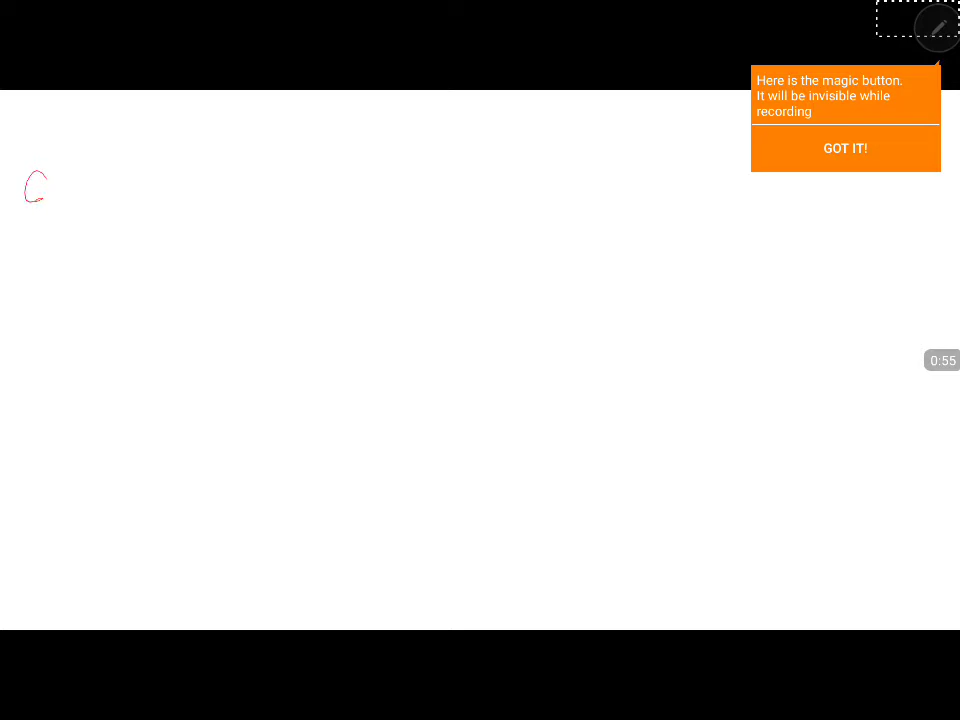 Here is the magic button.
It will be invisible while
recording
GOT IT!
C
0:55